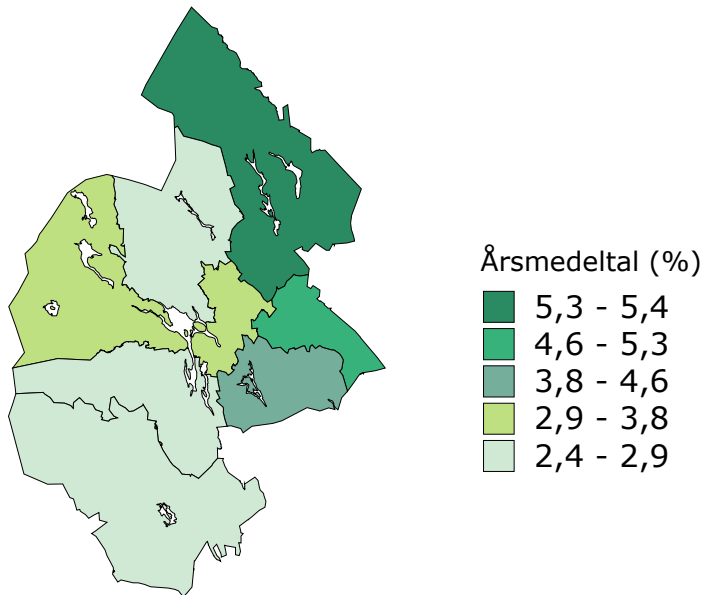 Årsmedeltal (%)
5,3 - 5,4
4,6 - 5,3
3,8 - 4,6
2,9 - 3,8
2,4 - 2,9